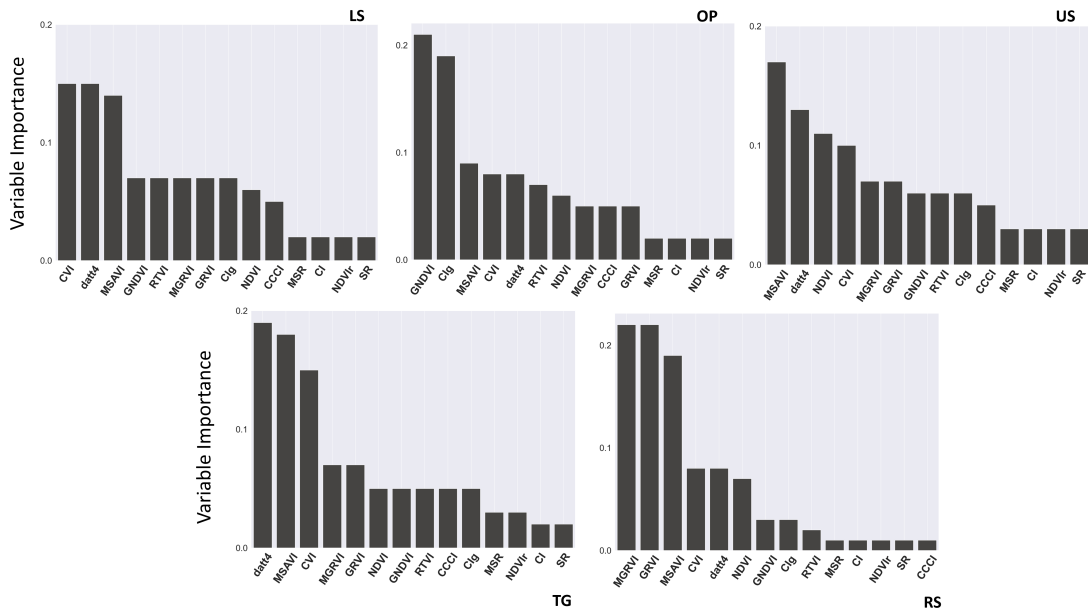 LS
OP
US
Variable Importance
0.2
0.1
0.0
CVI
datt4
MSAVI
GNDVI
RTVI
MGRVI
GRVI
CIg
NDVI
CCCI
MSR
CI
NDVIr
SR
0.2
0.1
0.0
GNDVI
CIg
MSAVI
CVI
datt4
RTVI
NDVI
MGRVI
CCCI
GRVI
MSR
CI
NDVIr
SR
0.2
0.1
0.0
MSAVI
datt4
NDVI
CVI
MGRVI
GRVI
GNDVI
RTVI
CIg
CCCI
MSR
CI
NDVIr
SR
Variable Importance
0.2
0.1
0.0
datt4
MSAVI
CVI
MGRVI
GRVI
NDVI
GNDVI
RTVI
CCCI
CIg
MSR
NDVIr
CI
SR
TG
0.2
0.1
0.0
MGRVI
GRVI
MSAVI
CVI
datt4
NDVI
GNDVI
CIg
RTVI
MSR
CI
NDVIr
SR
CCCI
RS